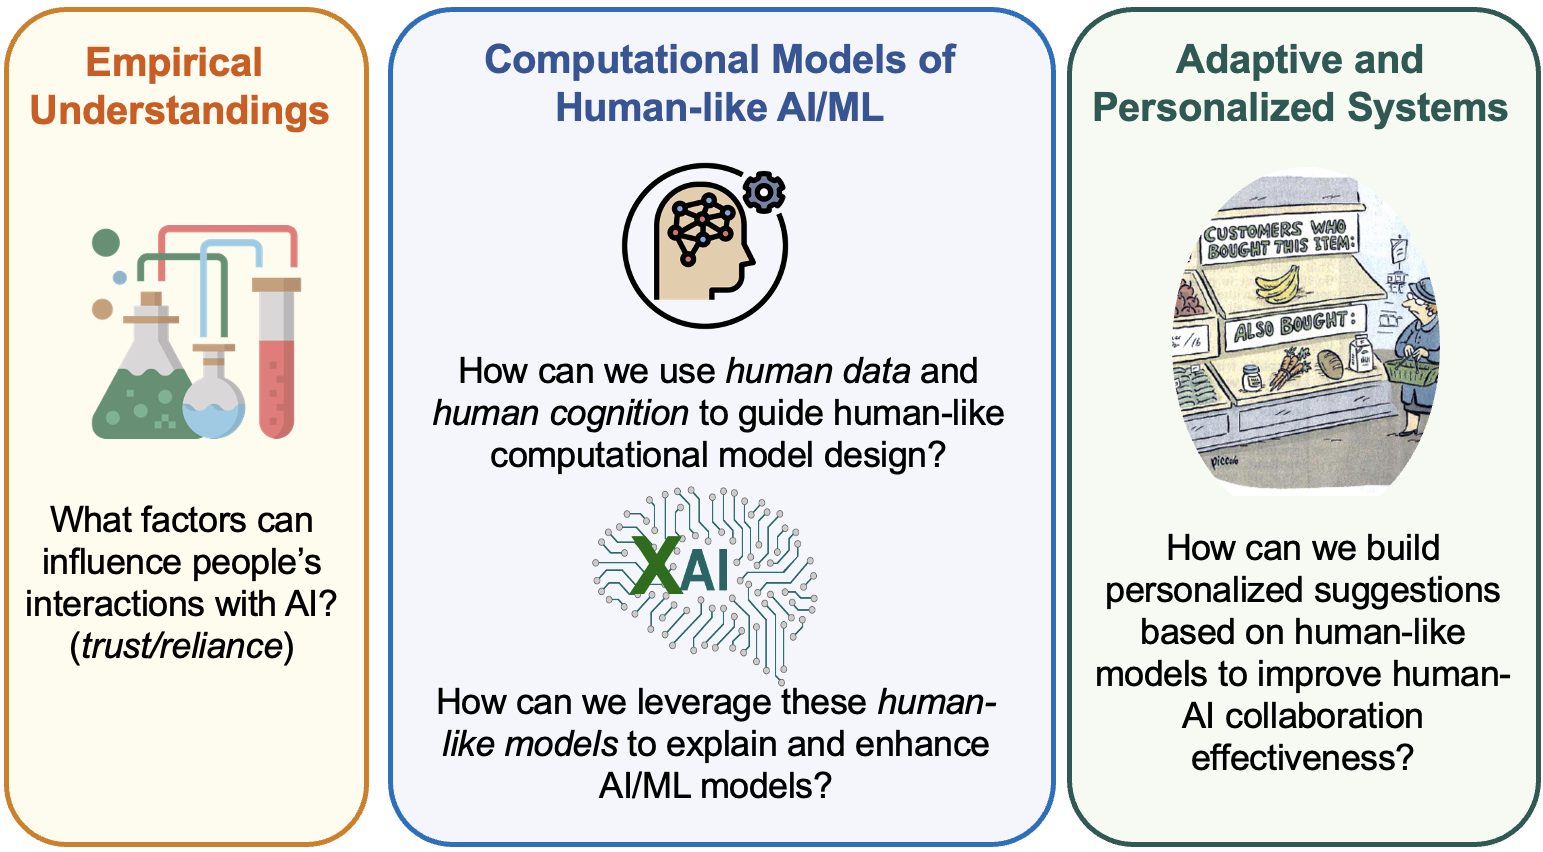 Empirical
Understandings
What factors can
influence people's
interactions with AI?
(trust/reliance)
Computational Models of
Human-like AI/ML
How can we use human data and
human cognition to guide human-like
computational model design?
XAI
How can we leverage these human-
like models to explain and enhance
AI/ML models?
Adaptive and
Personalized Systems
CUSTOMERS WHO
BOUGHT THIS ITEM:
ALSO BOUGHT:
/16
How can we build
personalized suggestions
based on human-like
models to improve human-
AI collaboration
effectiveness?